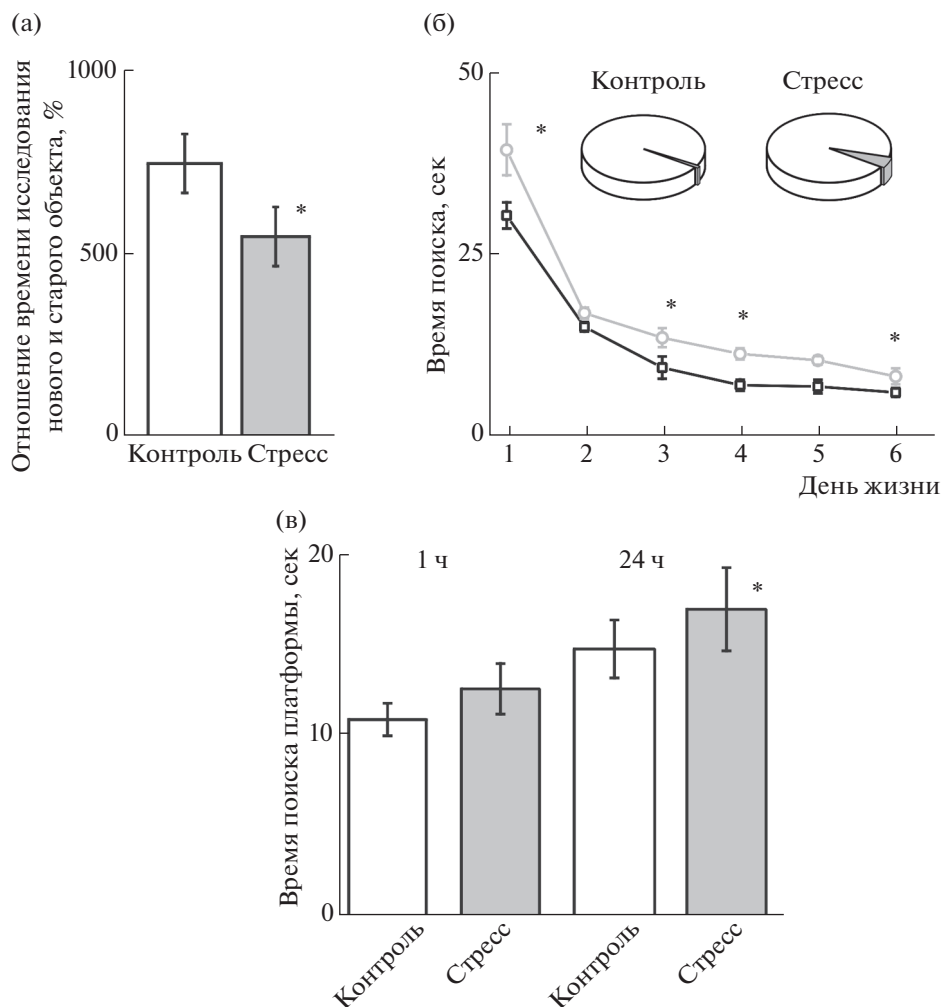 (а)
Отношение времени исследования
нового и старого объекта, %
1000
500
0
*
Контроль Стресс
(б)
Время поиска, сек
50
25
0
Контроль
Стресс
*
*
*
*
1
2
3
4
5
6
День жизни
(в)
Время поиска платформы, сек
20
10
0
1 ч
24 ч
*
Контроль
Стресс
Контроль
Стресс